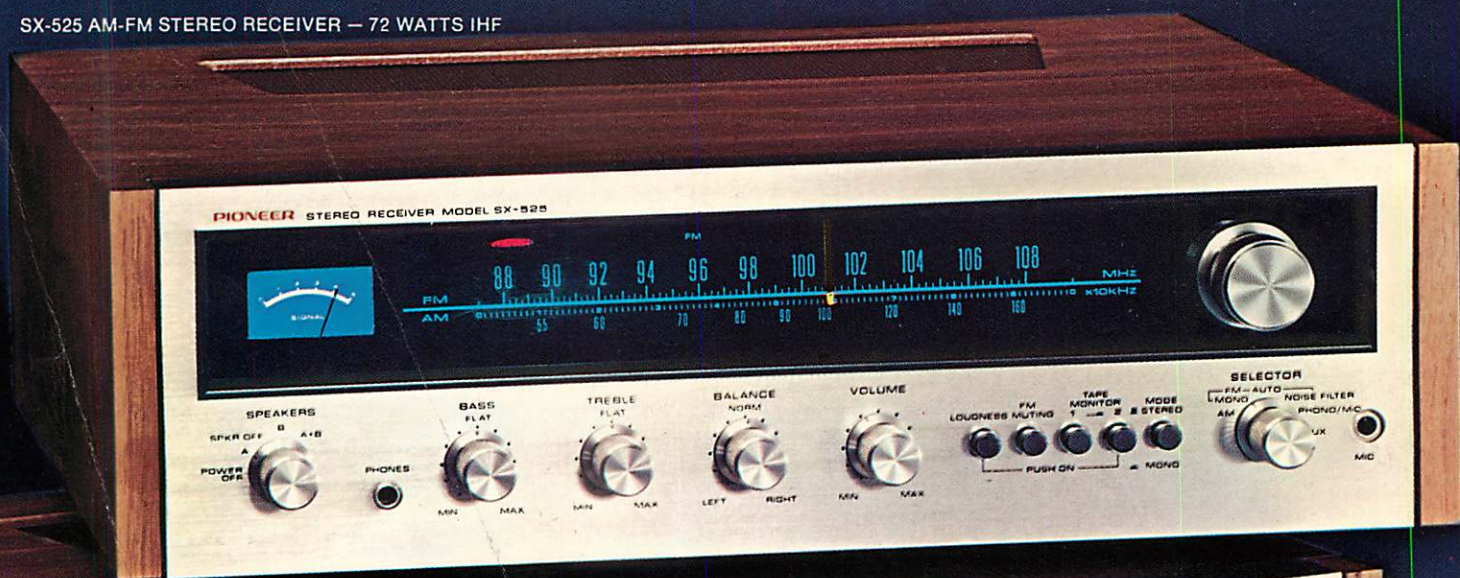 SX-525 AM-FM STEREO RECEIVER — 72 WATTS IHF
PIONEER STEREO RECEIVER MODEL SX-525
FM
88 90 92 94 96 98 100 102 104 106 108
FM MHz
AM x10KHz
55 60 70 80 90 100 120 140 160
SIGNAL
SPEAKERS
B
SPKR OFF A+B
A
POWER OFF
PHONES
BASS
FLAT
MIN MAX
TREBLE
FLAT
MIN MAX
BALANCE
NORM
LEFT RIGHT
VOLUME
MIN MAX
LOUDNESS
FM MUTING
TAPE MONITOR
1 2
MODE
STEREO
PUSH ON
MONO
SELECTOR
FM-AUTO
MONO NOISE FILTER
AM PHONO/MIC
MIC